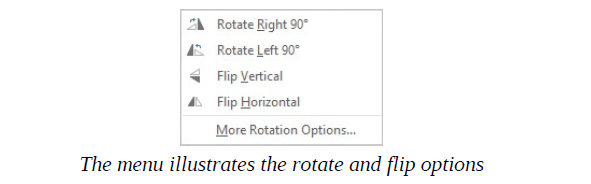 Rotate Right 90°
Rotate Left 90°
Flip Vertical
Flip Horizontal
More Rotation Options...
The menu illustrates the rotate and flip options